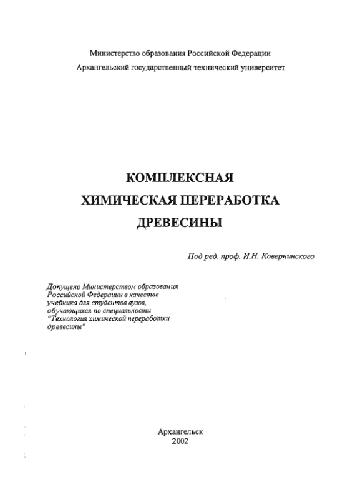 Министерство образования Российской Федерации
Архангельский государственный технический университет
КОМПЛЕКСНАЯ
ХИМИЧЕСКАЯ ПЕРЕРАБОТКА
ДРЕВЕСИНЫ
Под ред. проф. И.Н. Ковернинского
Допущено Министерством образования
Российской Федерации в качестве
учебника для студентов вузов,
обучающихся по специальности
"Технология химической переработки
древесины"
Архангельск
2002